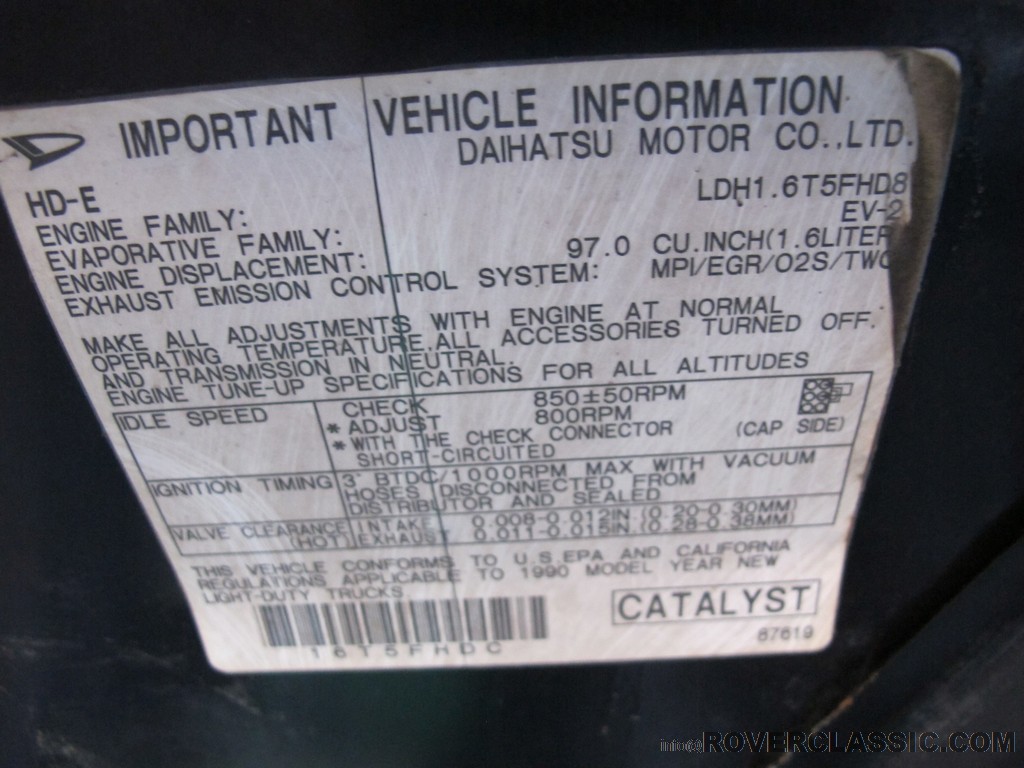 IMPORTANT VEHICLE INFORMATION
DAIHATSU MOTOR CO.,LTD.
HD-E
ENGINE FAMILY: LDH1.6T5FHD8
EVAPORATIVE FAMILY: EV-2
ENGINE DISPLACEMENT: 97.0 CU.INCH(1.6LITER
EXHAUST EMISSION CONTROL SYSTEM: MPI/EGR/O2S/TWC
MAKE ALL ADJUSTMENTS WITH ENGINE AT NORMAL
OPERATING TEMPERATURE,ALL ACCESSORIES TURNED OFF.
AND TRANSMISSION IN NEUTRAL.
ENGINE TUNE-UP SPECIFICATIONS FOR ALL ALTITUDES
IDLE SPEED CHECK 850±50RPM
* ADJUST 800RPM
* WITH THE CHECK CONNECTOR (CAP SIDE)
SHORT-CIRCUITED
IGNITION TIMING 3° BTDC/1000RPM MAX WITH VACUUM
HOSES DISCONNECTED FROM
DISTRIBUTOR AND SEALED
VALVE CLEARANCE INTAKE 0.008-0.012IN (0.20-0.30MM)
(HOT) EXHAUST 0.011-0.015IN.(0.28-0.38MM)
THIS VEHICLE CONFORMS TO U.S.EPA AND CALIFORNIA
REGULATIONS APPLICABLE TO 1990 MODEL YEAR NEW
LIGHT-DUTY TRUCKS.
CATALYST
16T5FHDC
87619
info@ROVERCLASSIC.COM